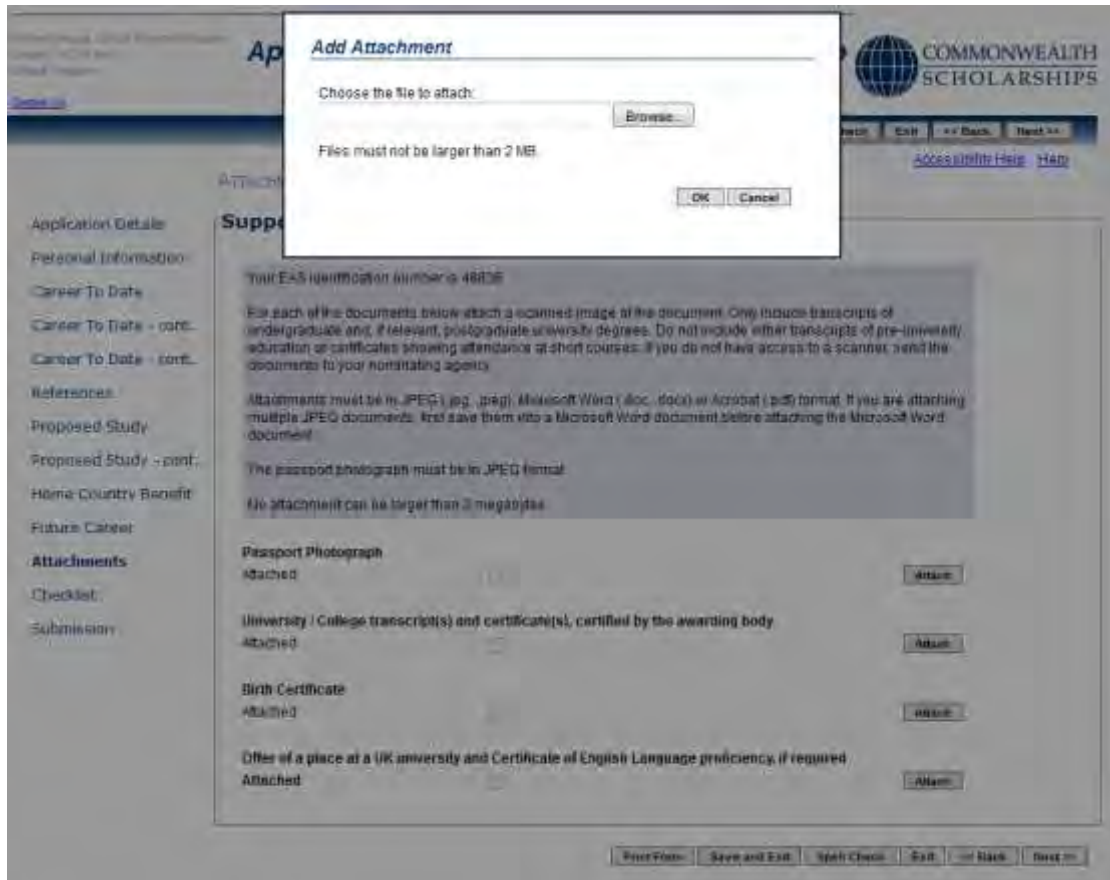 Add Attachment
Choose the file to attach:
Browse...
Files must not be larger than 2 MB.
OK Cancel
Ap
COMMONWEALTH
SCHOLARSHIPS
Exit << Back Next >>
Accessibility Help Help
Application Details
Personal Information
Career To Date
Career To Date - cont.
Career To Date - cont.
References
Proposed Study
Proposed Study - cont.
Home Country Benefit
Future Career
Attachments
Checklist
Submission
Suppo
Your EAS identification number is
For each of the documents below attach a scanned image of the document. Only include transcripts of
undergraduate and, if relevant, postgraduate university degrees. Do not include either transcripts of pre-university
education or certificates showing attendance at short courses. If you do not have access to a scanner, send the
documents to your nominating agency.
Attachments must be in JPEG (.jpg, .jpeg), Microsoft Word (.doc, .docx) or Acrobat (.pdf) format. If you are attaching
multiple JPEG documents, first save them into a Microsoft Word document before attaching the Microsoft Word
document.
The passport photograph must be in JPEG format.
No attachment can be larger than 2 megabytes.
Passport Photograph
Attached Attach
University / College transcript(s) and certificate(s), certified by the awarding body
Attached Attach
Birth Certificate
Attached Attach
Offer of a place at a UK university and Certificate of English Language proficiency, if required
Attached Attach
Print Form Save and Exit Spell Check Exit << Back Next >>